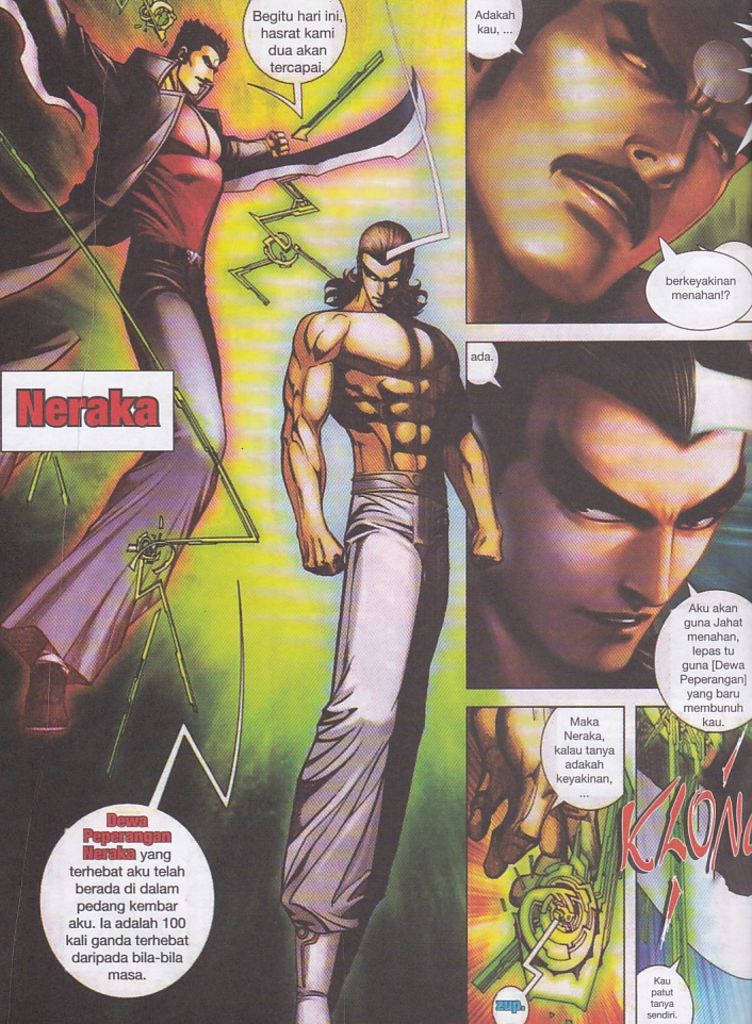 Begitu hari ini,
hasrat kami
dua akan
tercapai.
Neraka
Dewa
Peperangan
Neraka yang
terhebat aku telah
berada di dalam
pedang kembar
aku. Ia adalah 100
kali ganda terhebat
daripada bila-bila
masa.
Adakah
kau, ...
berkeyakinan
menahan!?
ada.
Aku akan
guna Jahat
menahan,
lepas tu
guna [Dewa
Peperangan]
yang baru
membunuh
kau.
Maka
Neraka,
kalau tanya
adakah
keyakinan,
...
zup.
KLONG
Kau
patut
tanya
sendiri.